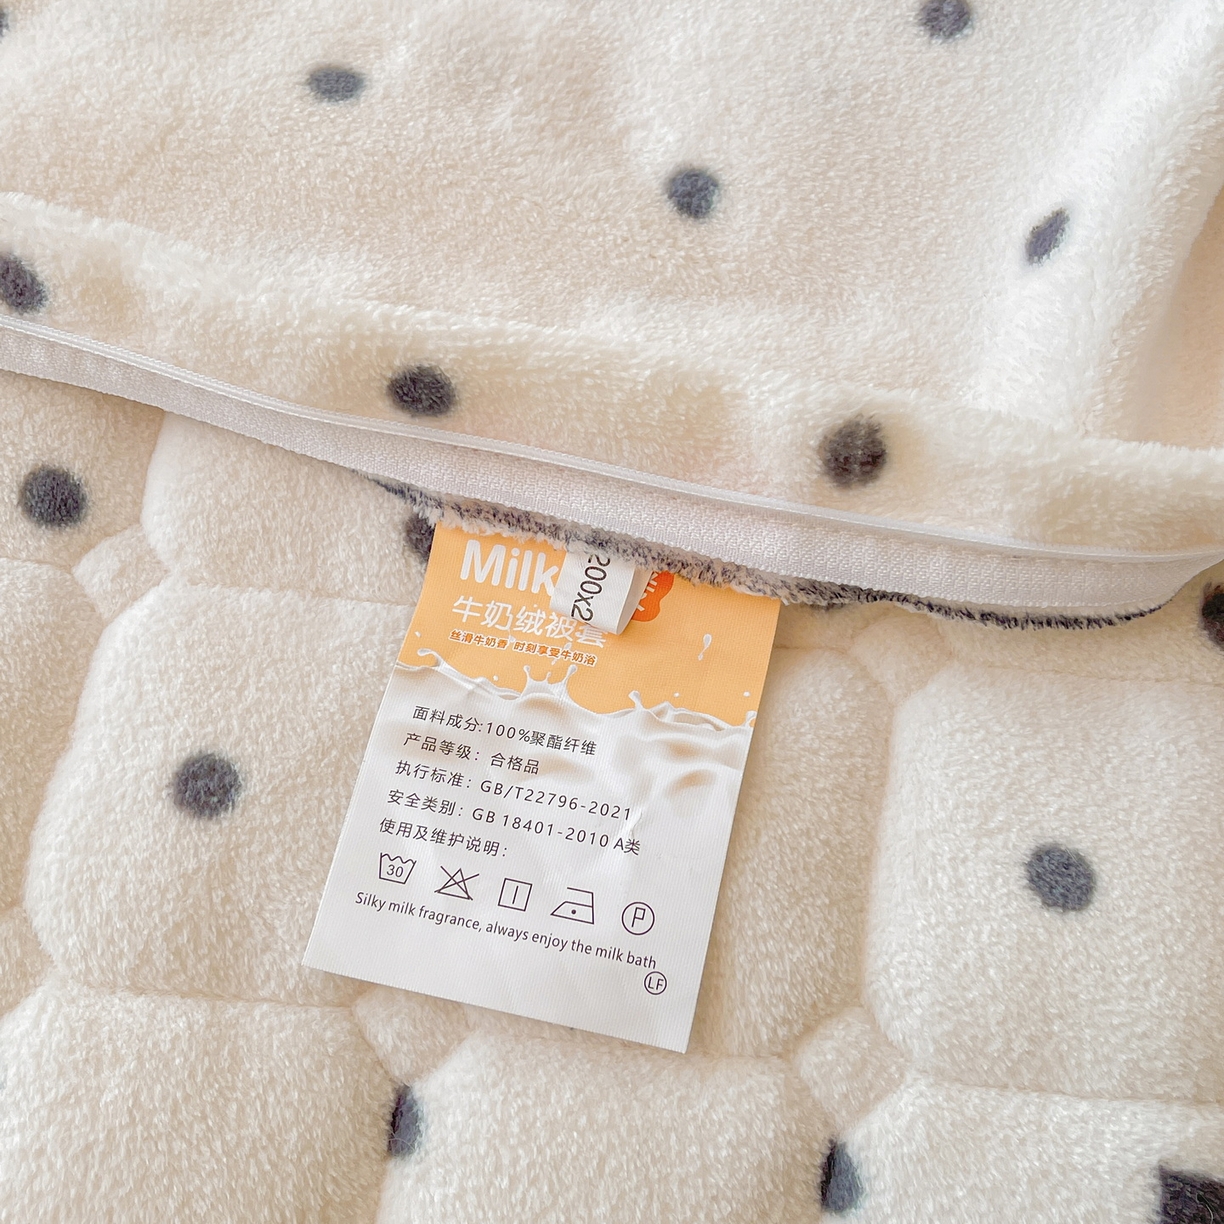 Milk
200x2
牛奶绒被套
丝滑牛奶香 时刻享受牛奶浴
面料成分:100%聚酯纤维
产品等级：合格品
执行标准：GB/T22796-2021
安全类别：GB 18401-2010 A类
使用及维护说明：
30
P
Silky milk fragrance, always enjoy the milk bath
LF